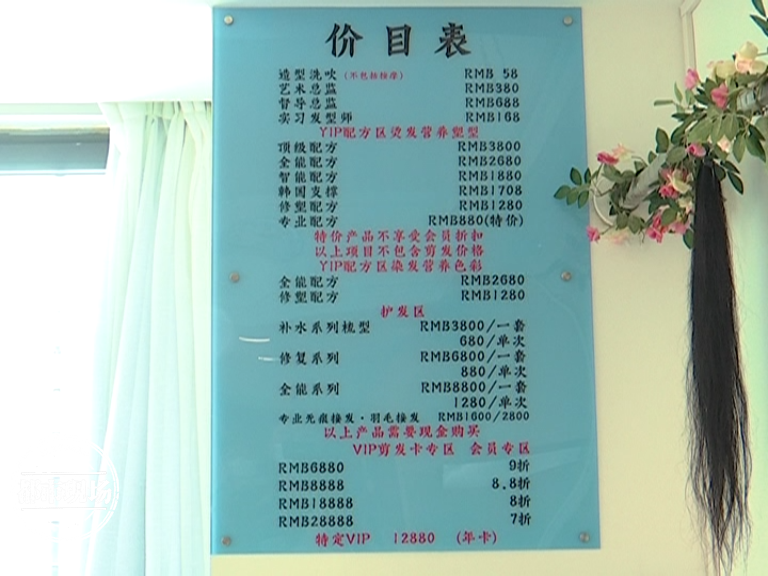 价目表
造型洗吹(不包括按摩) RMB 58
艺术总监 RMB380
督导总监 RMB688
实习发型师 RMB168
YIP配方区烫发营养塑型
顶级配方 RMB3800
全能配方 RMB2680
智能配方 RMB1880
韩国支撑 RMB1708
修塑配方 RMB1280
专业配方 RMB880(特价)
特价产品不享受会员折扣
以上项目不包含剪发价格
YIP配方区染发营养色彩
全能配方 RMB2680
修塑配方 RMB1280
护发区
补水系列梳型 RMB3800/一套
680/单次
修复系列 RMB6800/一套
880/单次
全能系列 RMB8800/一套
1280/单次
专业无痕接发·羽毛接发 RMB1600/2800
以上产品需要现金购买
VIP剪发卡专区 会员专区
RMB6880 9折
RMB8888 8.8折
RMB18888 8折
RMB28888 7折
特定VIP 12880 (年卡)